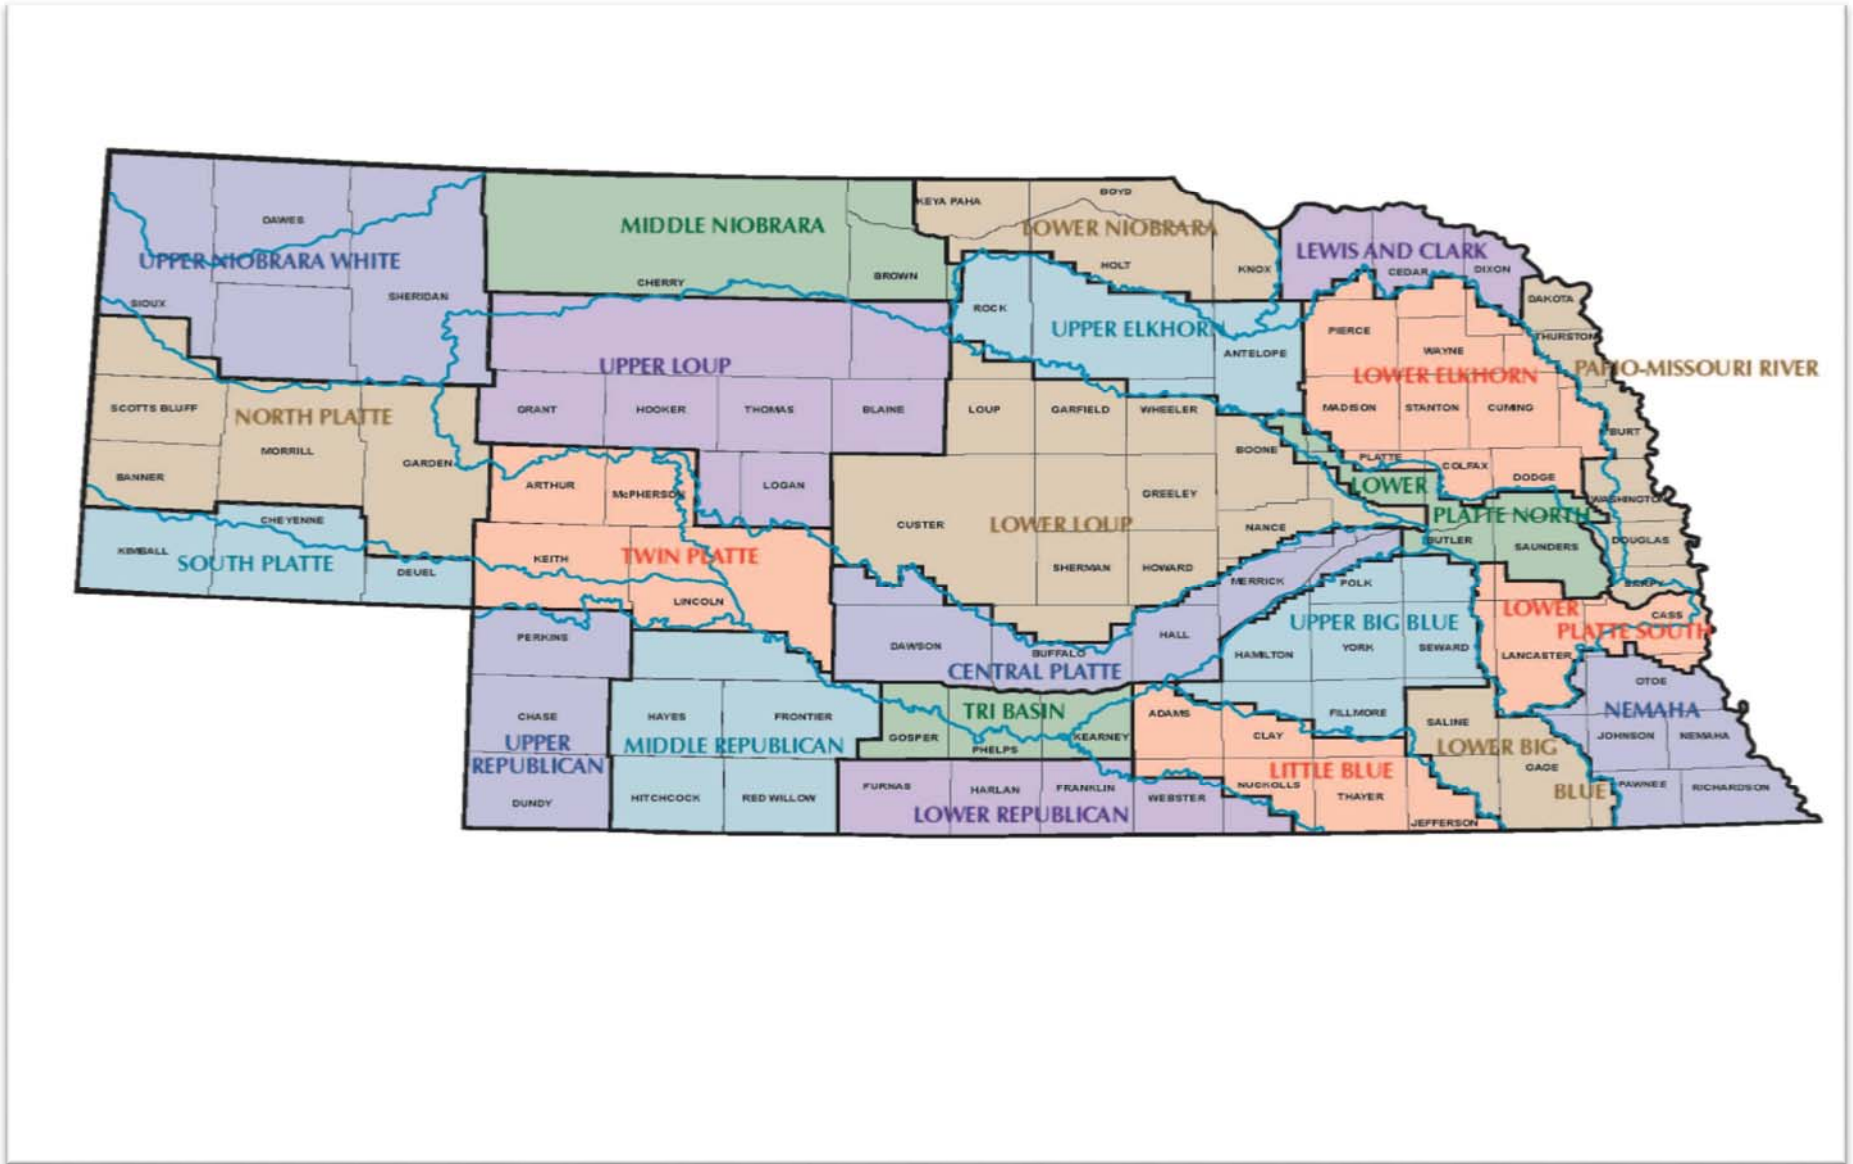 BOYD
KEYA PAHA
DAWES
MIDDLE NIOBRARA
LOWER NIOBRARA
LEWIS AND CLARK
UPPER NIOBRARA WHITE
HOLT
KNOX
CEDAR
DIXON
CHERRY
BROWN
SIOUX
SHERIDAN
ROCK
DAKOTA
UPPER ELKHORN
PIERCE
THURSTON
ANTELOPE
WAYNE
UPPER LOUP
LOWER ELKHORN
PAPIO-MISSOURI RIVER
SCOTTS BLUFF
NORTH PLATTE
GRANT
HOOKER
THOMAS
BLAINE
LOUP
GARFIELD
WHEELER
MADISON
STANTON
CUMING
BURT
MORRILL
BOONE
PLATTE
GARDEN
COLFAX
BANNER
ARTHUR
McPHERSON
LOGAN
GREELEY
LOWER
DODGE
WASHINGTON
CHEYENNE
CUSTER
LOWER LOUP
NANCE
PLATTE NORTH
BUTLER
SAUNDERS
DOUGLAS
KIMBALL
SOUTH PLATTE
DEUEL
KEITH
TWIN PLATTE
SHERMAN
HOWARD
MERRICK
POLK
SARPY
LINCOLN
LOWER
PLATTE SOUTH
CASS
PERKINS
DAWSON
BUFFALO
HALL
UPPER BIG BLUE
HAMILTON
YORK
SEWARD
LANCASTER
CENTRAL PLATTE
OTOE
CHASE
HAYES
FRONTIER
TRI BASIN
ADAMS
FILLMORE
SALINE
NEMAHA
GOSPER
PHELPS
KEARNEY
CLAY
JOHNSON
NEMAHA
UPPER
REPUBLICAN
MIDDLE REPUBLICAN
LOWER BIG
BLUE
GAGE
LITTLE BLUE
DUNDY
HITCHCOCK
RED WILLOW
FURNAS
HARLAN
FRANKLIN
WEBSTER
NUCKOLLS
THAYER
PAWNEE
RICHARDSON
LOWER REPUBLICAN
JEFFERSON